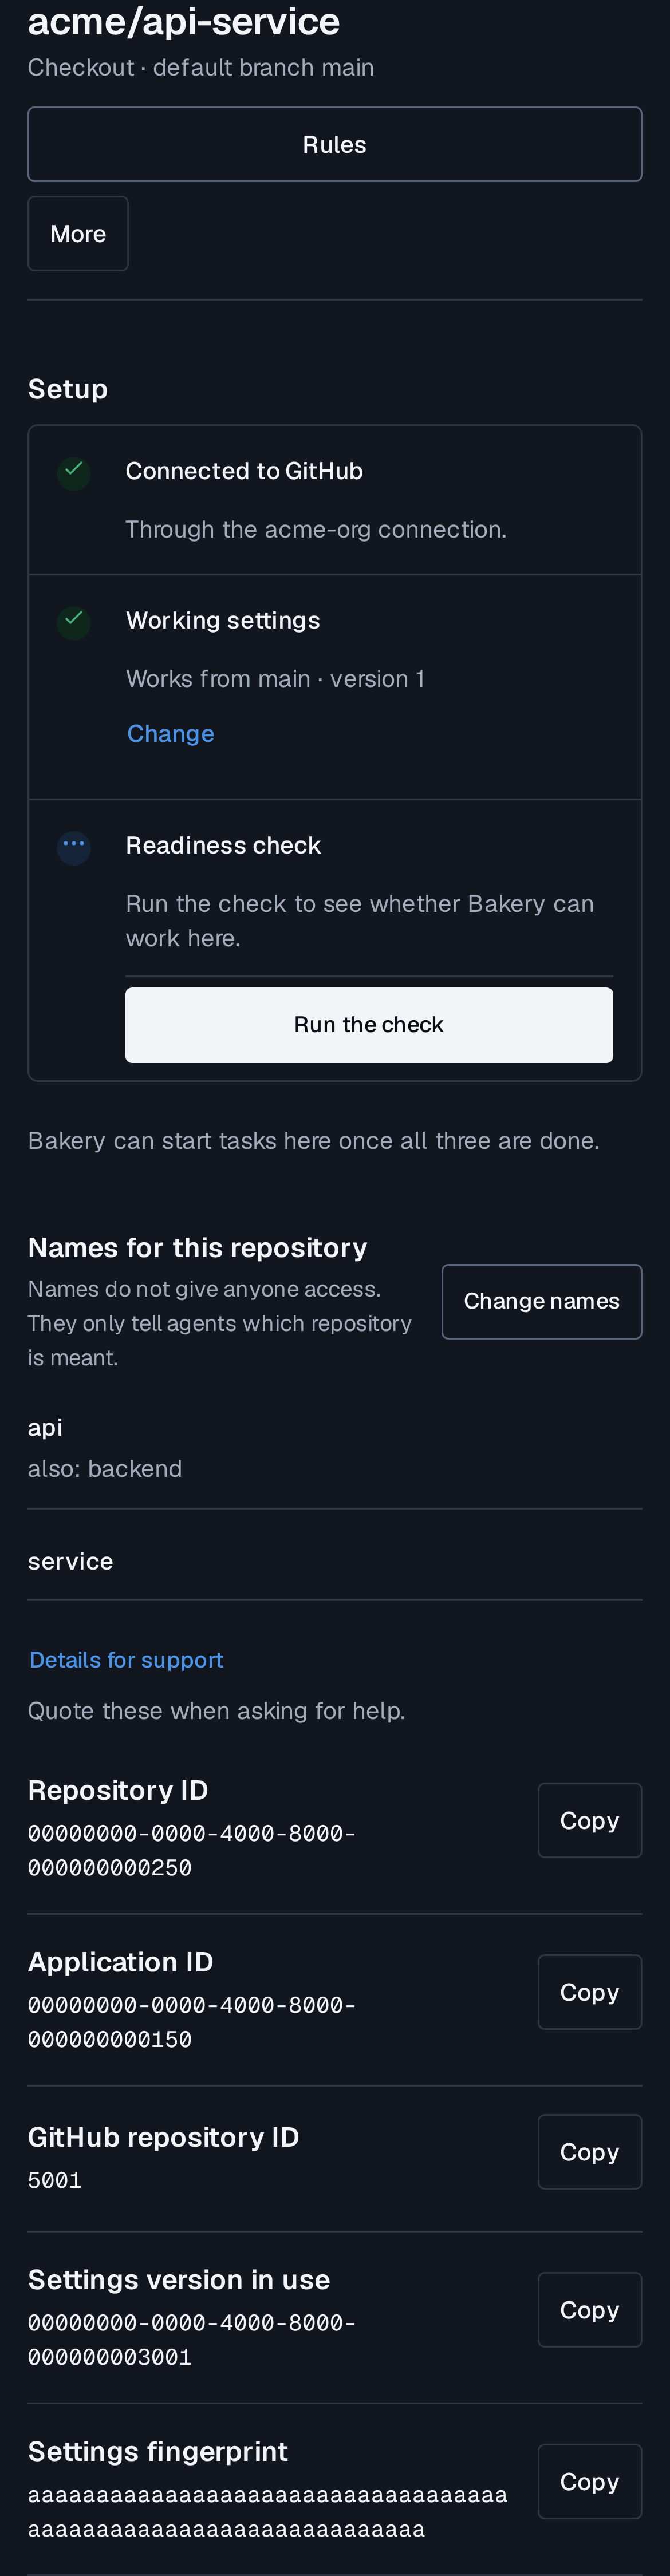 acme/api-service
Checkout · default branch main
Rules
More
Setup
Connected to GitHub
Through the acme-org connection.
Working settings
Works from main · version 1
Change
Readiness check
Run the check to see whether Bakery can
work here.
Run the check
Bakery can start tasks here once all three are done.
Names for this repository
Names do not give anyone access.
They only tell agents which repository
is meant.
Change names
api
also: backend
service
Details for support
Quote these when asking for help.
Repository ID
00000000-0000-4000-8000-
000000000250
Copy
Application ID
00000000-0000-4000-8000-
000000000150
Copy
GitHub repository ID
5001
Copy
Settings version in use
00000000-0000-4000-8000-
000000003001
Copy
Settings fingerprint
aaaaaaaaaaaaaaaaaaaaaaaaaaaaaaaaaaa
aaaaaaaaaaaaaaaaaaaaaaaaaaaaa
Copy